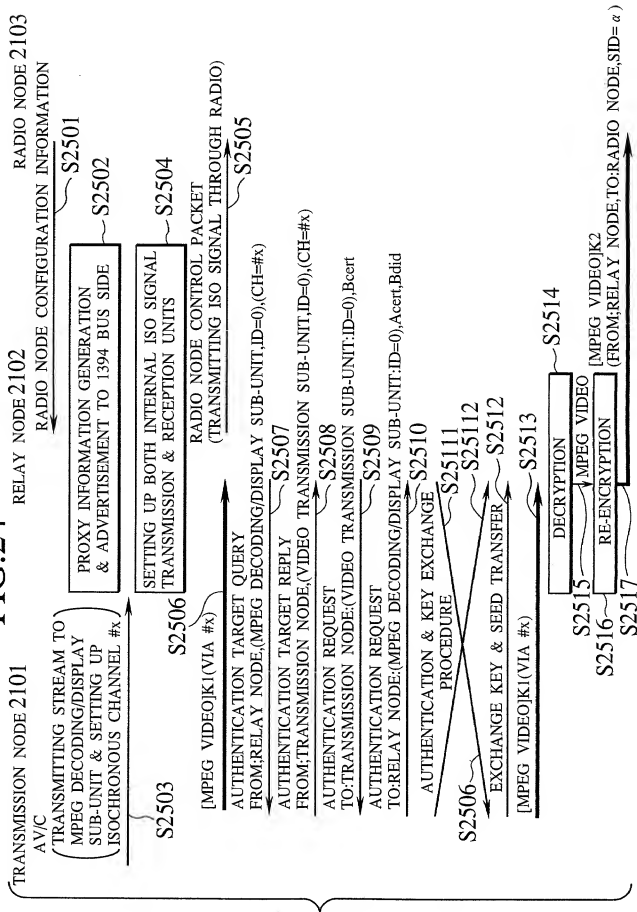 FIG.24
TRANSMISSION NODE 2101
RELAY NODE 2102
RADIO NODE 2103
RADIO NODE CONFIGURATION INFORMATION
S2501
PROXY INFORMATION GENERATION
& ADVERTISEMENT TO 1394 BUS SIDE
S2502
AV/C
TRANSMITTING STREAM TO
MPEG DECODING/DISPLAY
SUB-UNIT & SETTING UP
ISOCHRONOUS CHANNEL #x
S2503
SETTING UP BOTH INTERNAL ISO SIGNAL
TRANSMISSION & RECEPTION UNITS
S2504
RADIO NODE CONTROL PACKET
(TRANSMITTING ISO SIGNAL THROUGH RADIO)
S2505
S2506
[MPEG VIDEO]K1(VIA #x)
AUTHENTICATION TARGET QUERY
FROM;RELAY NODE,(MPEG DECODING/DISPLAY SUB-UNIT,ID=0),(CH=#x)
S2507
AUTHENTICATION TARGET REPLY
FROM;TRANSMISSION NODE,(VIDEO TRANSMISSION SUB-UNIT,ID=0),(CH=#x)
S2508
AUTHENTICATION REQUEST
TO:TRANSMISSION NODE:(VIDEO TRANSMISSION SUB-UNIT:ID=0),Bcert
S2509
AUTHENTICATION REQUEST
TO:RELAY NODE:(MPEG DECODING/DISPLAY SUB-UNIT:ID=0),Acert,Bdid
S2510
AUTHENTICATION & KEY EXCHANGE
PROCEDURE
S25111
S25112
S2506
EXCHANGE KEY & SEED TRANSFER
S2512
[MPEG VIDEO]K1(VIA #x)
S2513
DECRYPTION
S2514
S2515
MPEG VIDEO
S2516
RE-ENCRYPTION
[MPEG VIDEO]K2
(FROM;RELAY NODE,TO:RADIO NODE,SID= α )
S2517